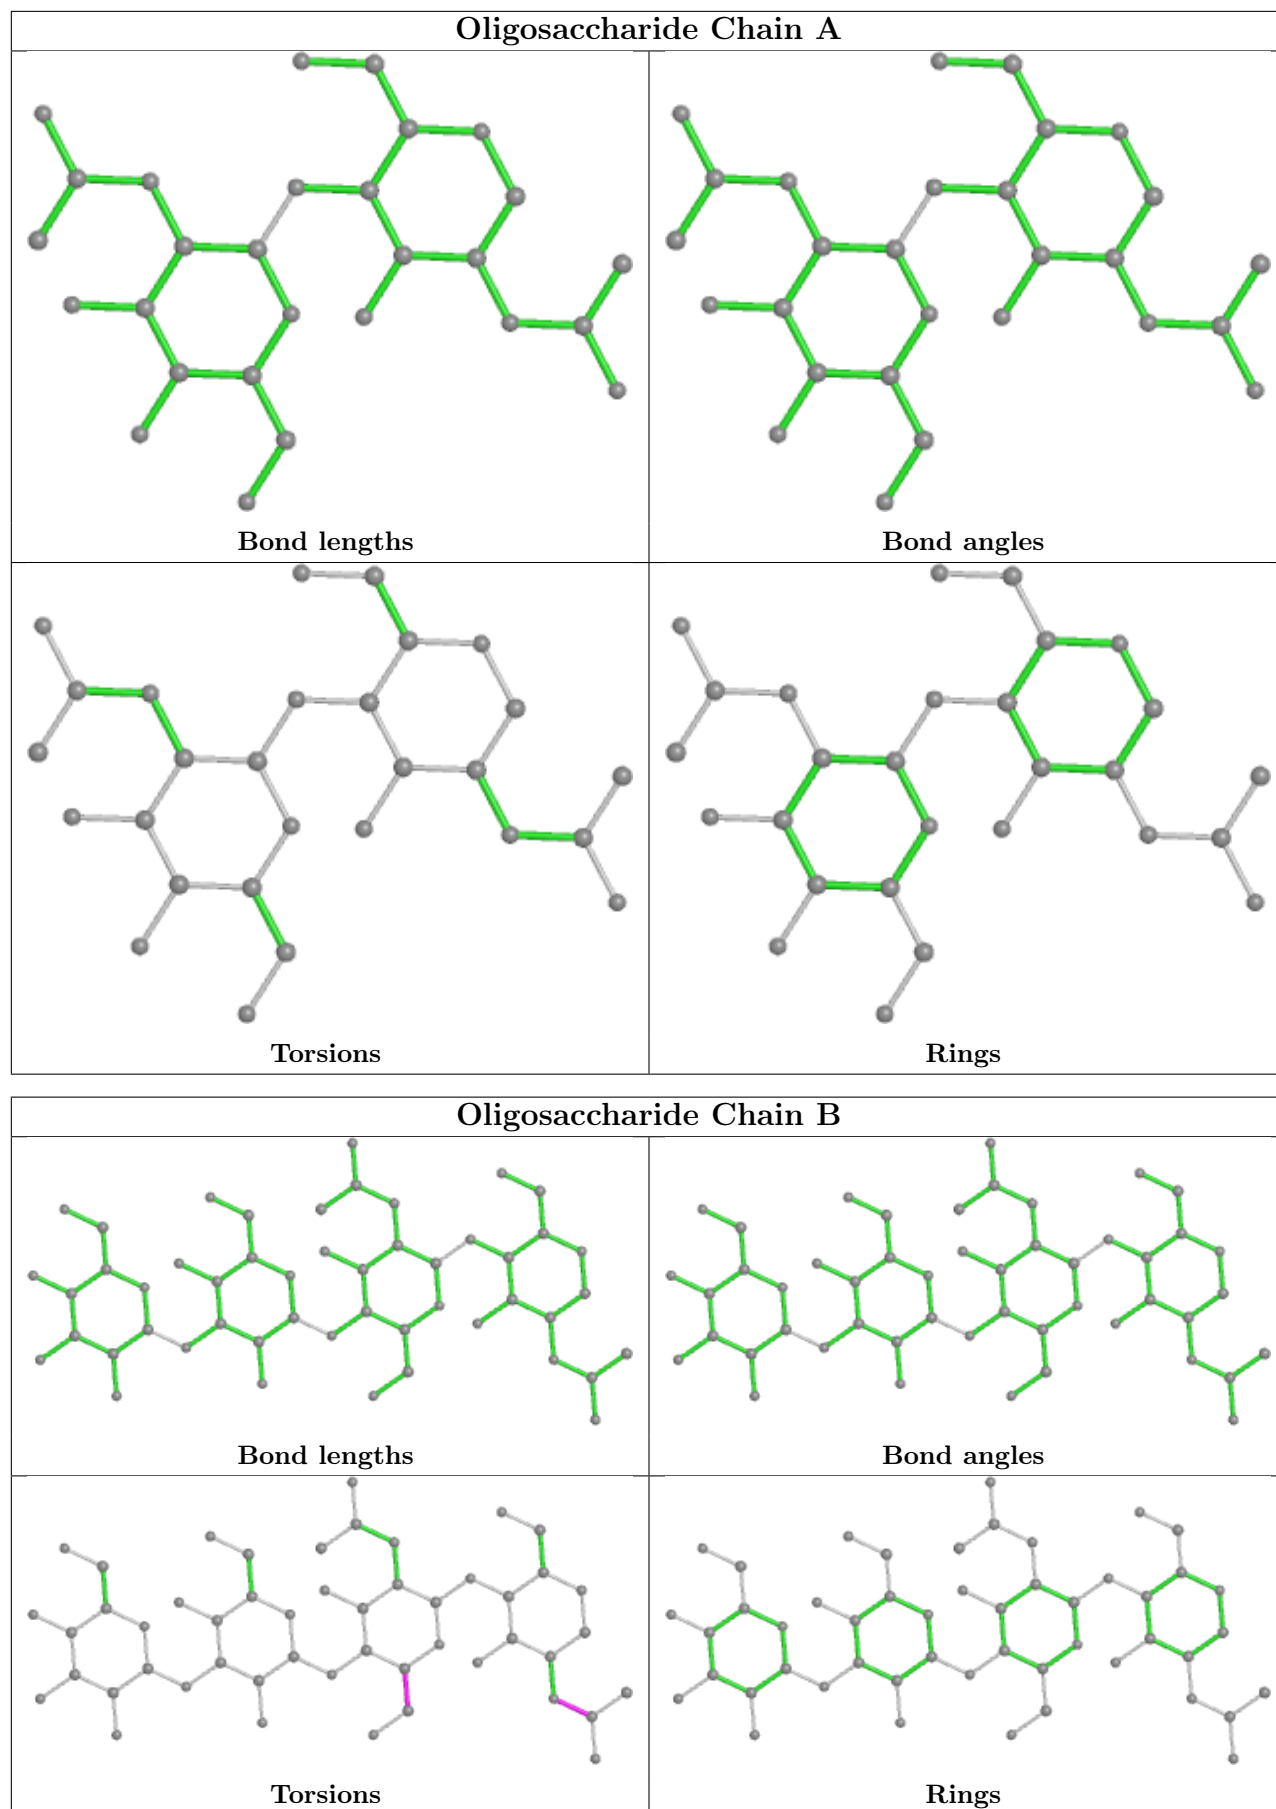 Oligosaccharide Chain A
Bond lengths
Bond angles
Torsions
Rings
Oligosaccharide Chain B
Bond lengths
Bond angles
Torsions
Rings